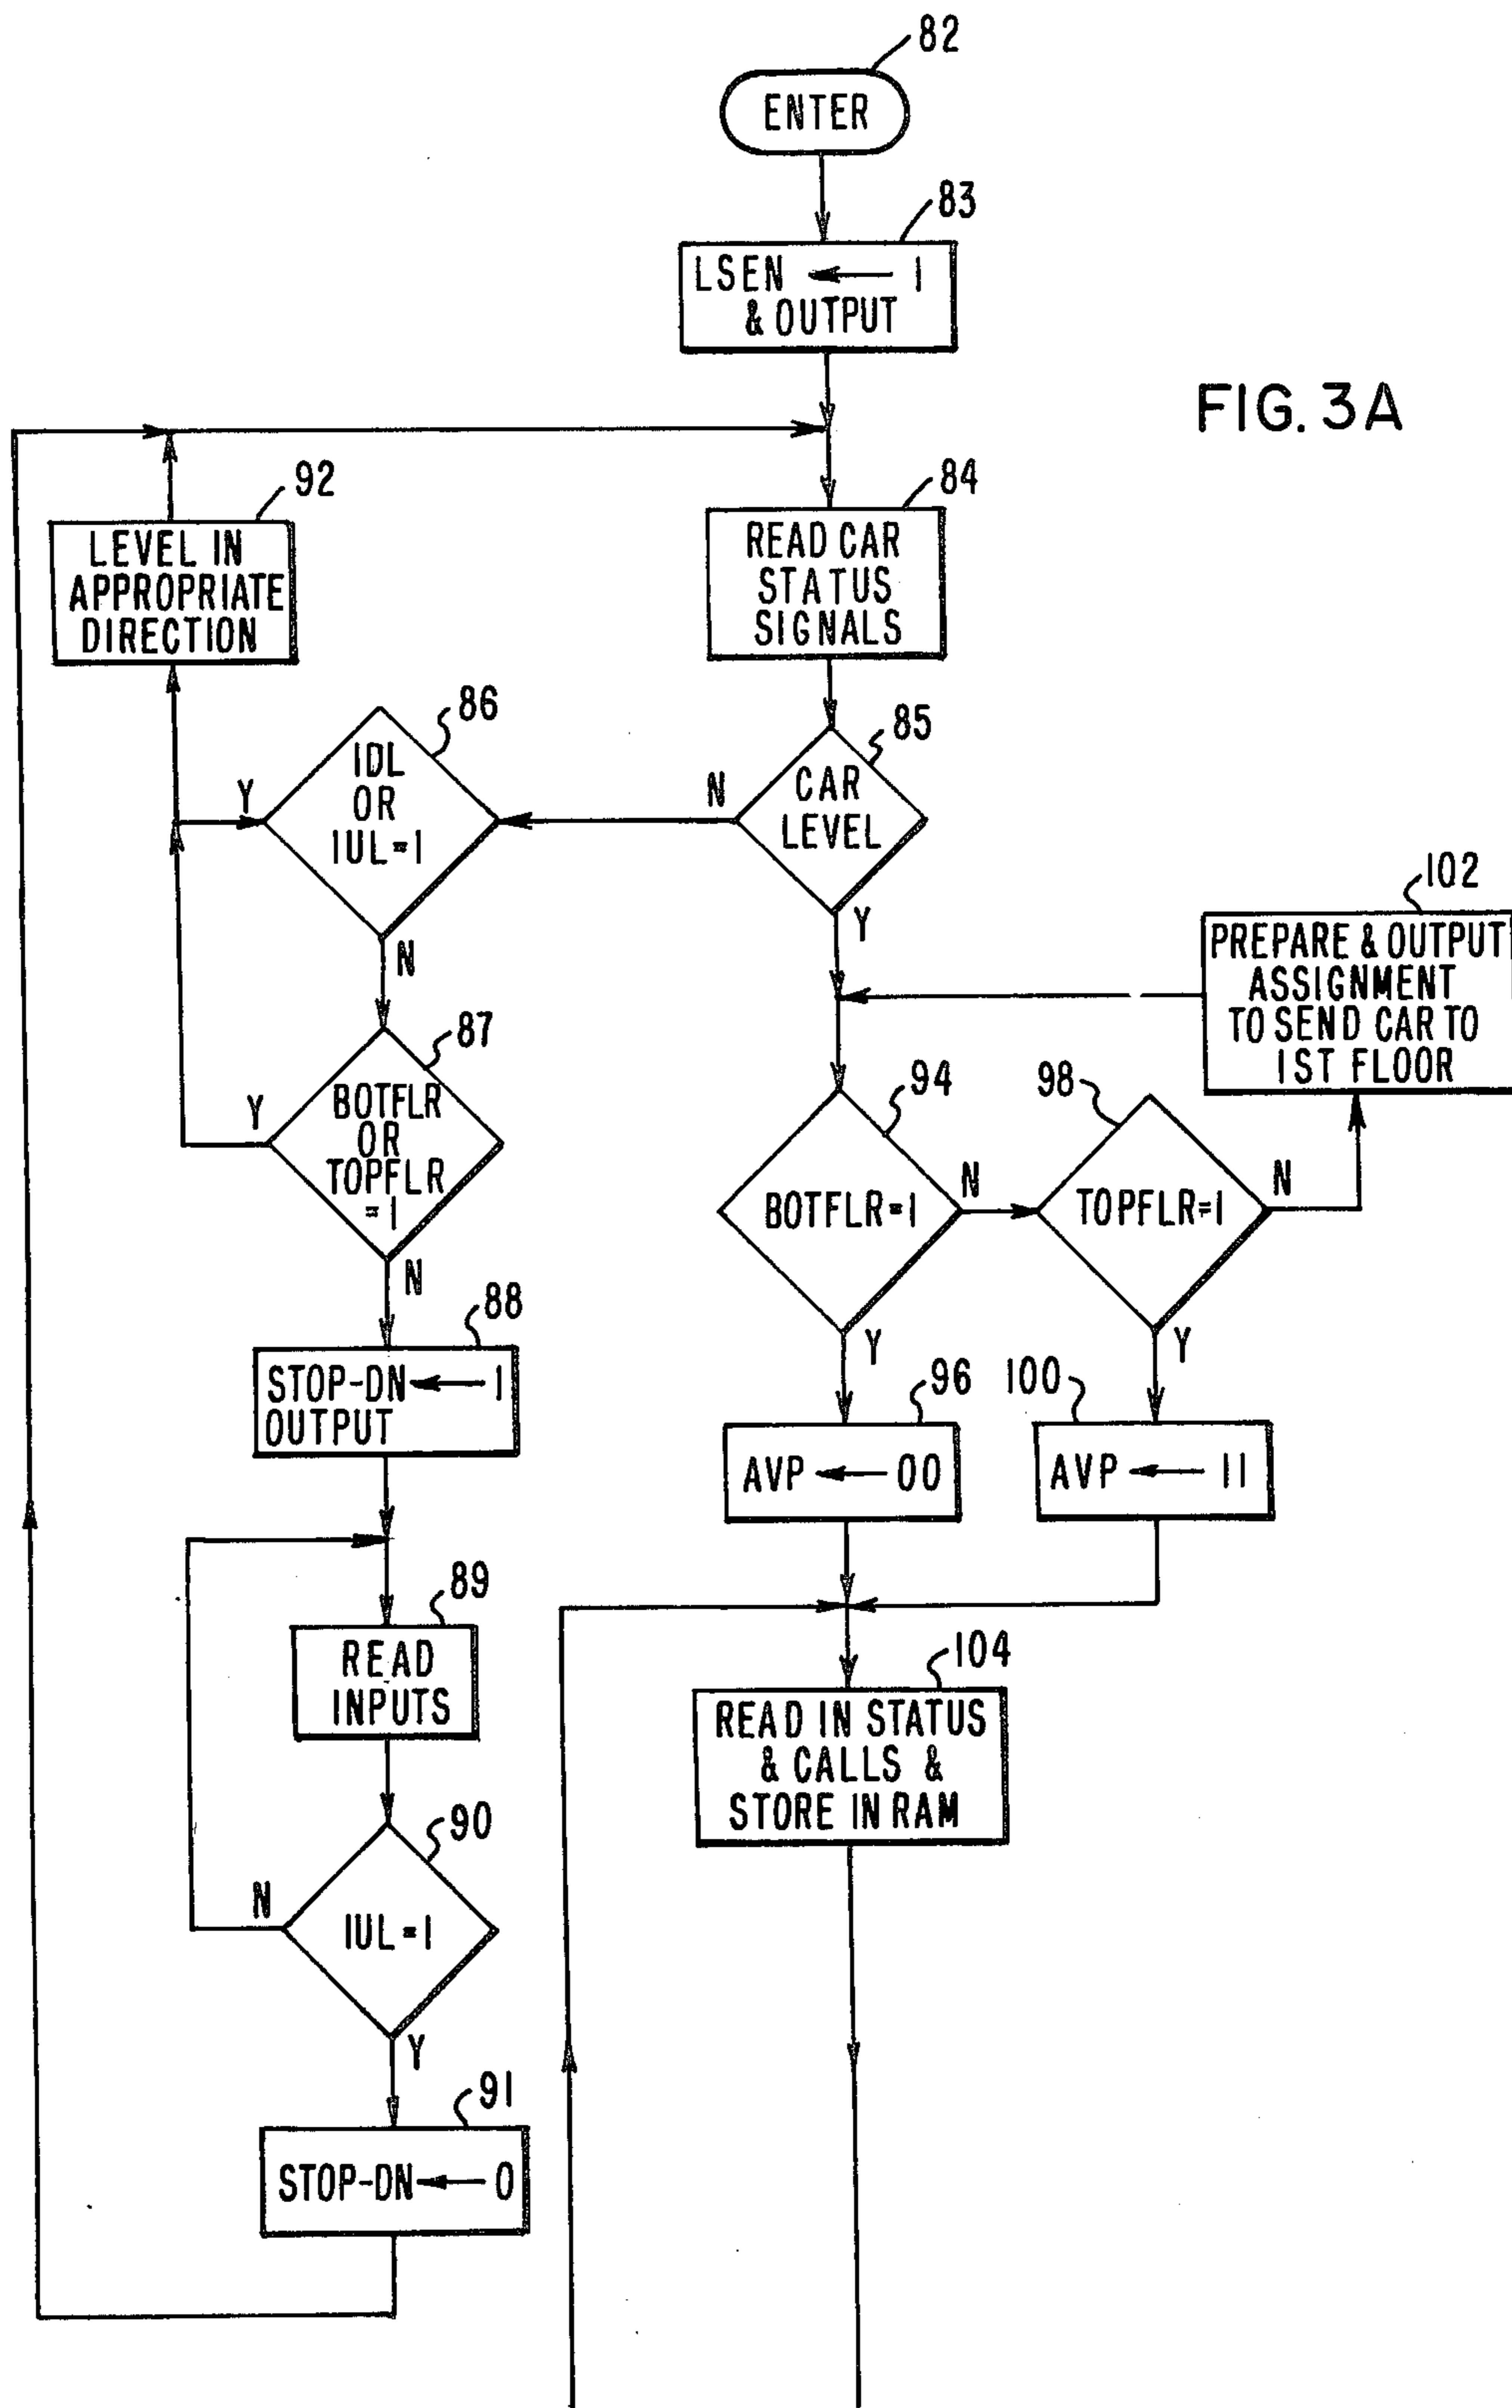 82
ENTER
83
LSEN ← 1
& OUTPUT
FIG. 3A
92
LEVEL IN
APPROPRIATE
DIRECTION
84
READ CAR
STATUS
SIGNALS
86
IDL
OR
IUL=1
Y
N
85
CAR
LEVEL
N
Y
102
PREPARE & OUTPUT
ASSIGNMENT
TO SEND CAR TO
1ST FLOOR
87
BOTFLR
OR
TOPFLR
=1
Y
N
94
BOTFLR=1
N
Y
98
TOPFLR=1
N
Y
88
STOP-DN ← 1
OUTPUT
96
AVP ← 00
100
AVP ← 11
89
READ
INPUTS
104
READ IN STATUS
& CALLS &
STORE IN RAM
90
IUL=1
N
Y
91
STOP-DN ← 0